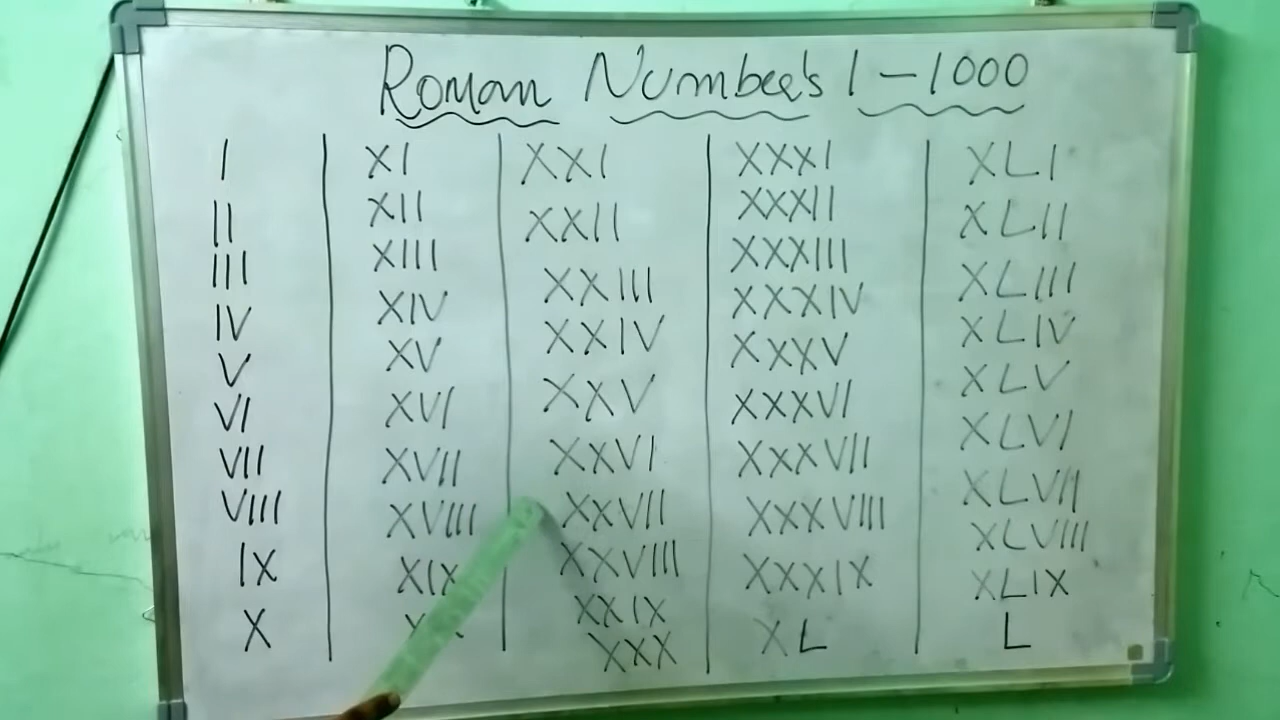 Roman Number's 1-1000
I XI XXI XXXI XLI
II XII XXII XXXII XLII
III XIII XXIII XXXIII XLIII
IV XIV XXIV XXXIV XLIV
V XV XXV XXXV XLV
VI XVI XXVI XXXVI XLVI
VII XVII XXVII XXXVII XLVII
VIII XVIII XXVIII XXXVIII XLVIII
IX XIX XXIX XXXIX XLIX
X XXX XL L